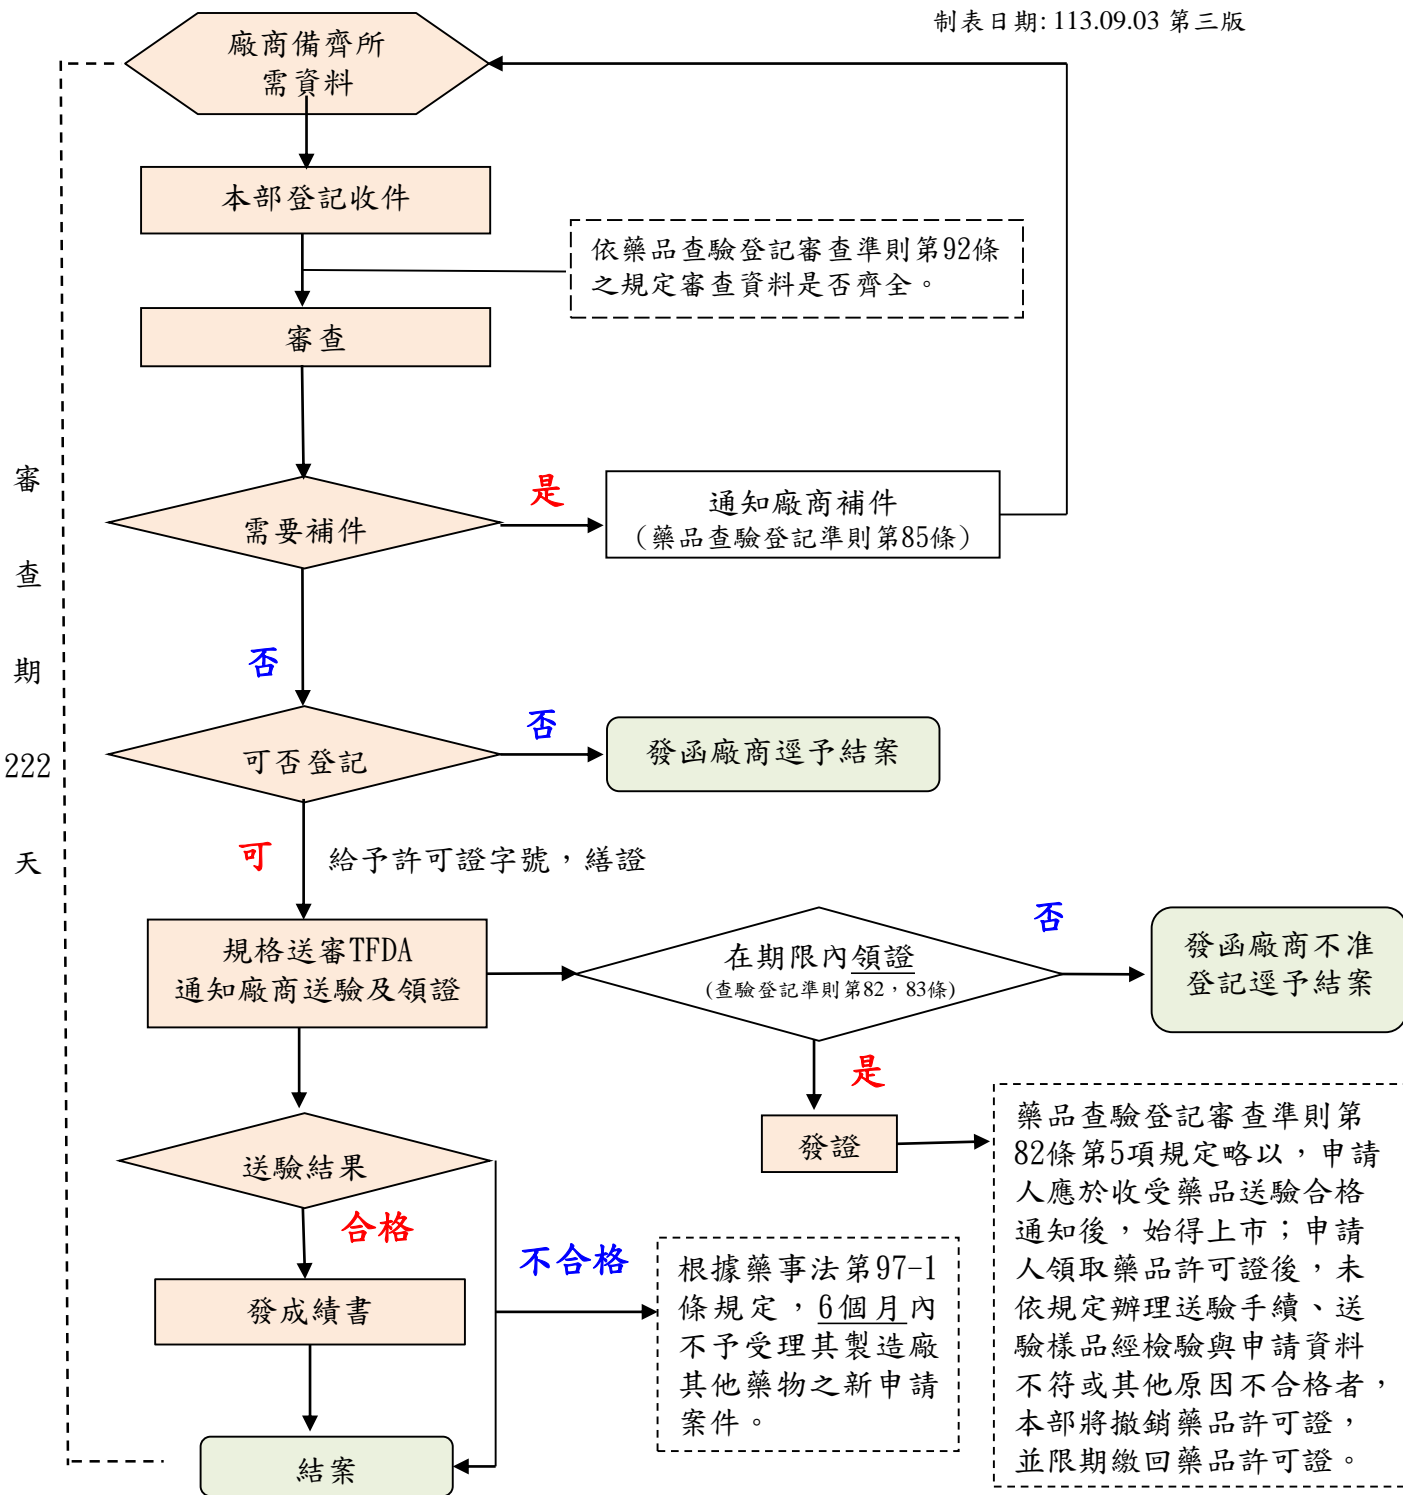 制表日期: 113.09.03 第三版
廠商備齊所
需資料
本部登記收件
依藥品查驗登記審查準則第92條
之規定審查資料是否齊全。
審查
需要補件
是
通知廠商補件
（藥品查驗登記準則第85條）
否
可否登記
否
發函廠商逕予結案
審
查
期
222
天
可
給予許可證字號，繕證
規格送審TFDA
通知廠商送驗及領證
在期限內領證
(查驗登記準則第82，83條)
否
發函廠商不准
登記逕予結案
是
發證
藥品查驗登記審查準則第
82條第5項規定略以，申請
人應於收受藥品送驗合格
通知後，始得上市；申請
人領取藥品許可證後，未
依規定辦理送驗手續、送
驗樣品經檢驗與申請資料
不符或其他原因不合格者，
本部將撤銷藥品許可證，
並限期繳回藥品許可證。
送驗結果
合格
不合格
根據藥事法第97-1
條規定，6個月內
不予受理其製造廠
其他藥物之新申請
案件。
發成績書
結案